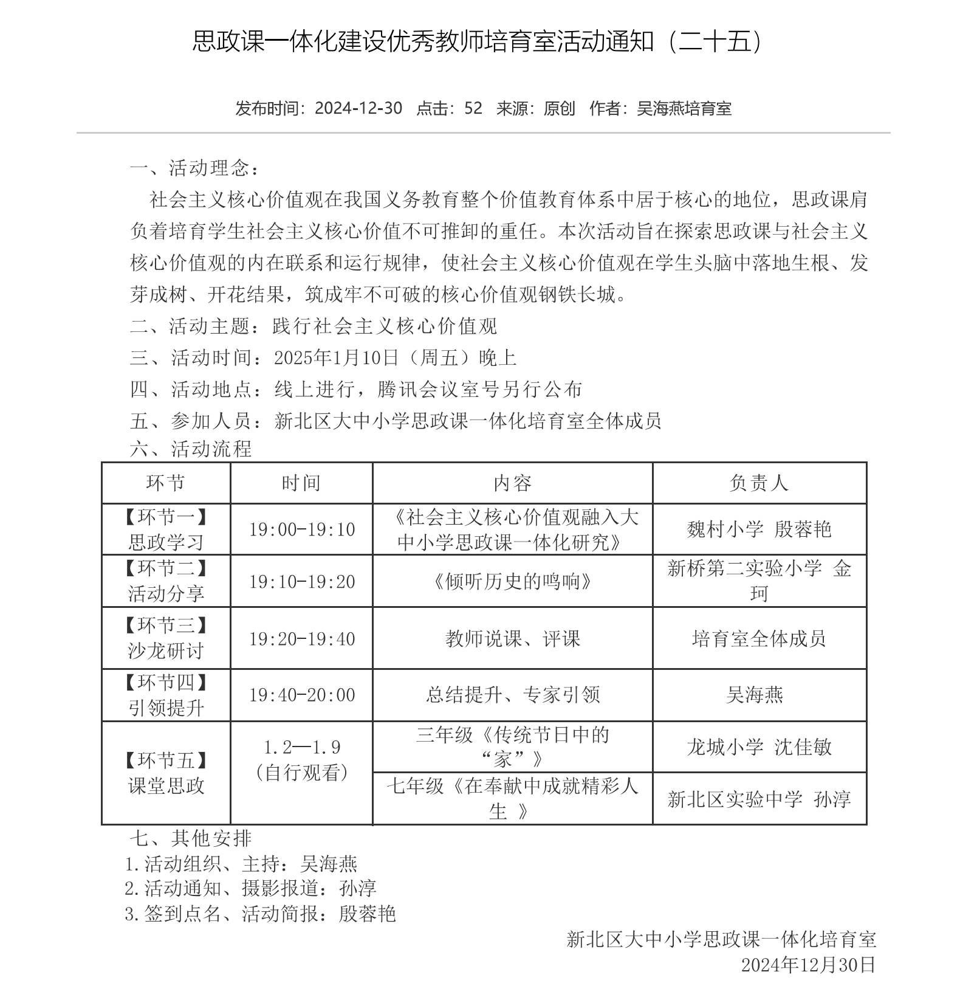 思政课一体化建设优秀教师培育室活动通知（二十五）
发布时间：2024-12-30 点击：52 来源：原创 作者：吴海燕培育室
一、活动理念：
社会主义核心价值观在我国义务教育整个价值教育体系中居于核心的地位，思政课肩
负着培育学生社会主义核心价值不可推卸的重任。本次活动旨在探索思政课与社会主义
核心价值观的内在联系和运行规律，使社会主义核心价值观在学生头脑中落地生根、发
芽成树、开花结果，筑成牢不可破的核心价值观钢铁长城。
二、活动主题：践行社会主义核心价值观
三、活动时间：2025年1月10日（周五）晚上
四、活动地点：线上进行，腾讯会议室号另行公布
五、参加人员：新北区大中小学思政课一体化培育室全体成员
六、活动流程
环节 时间 内容 负责人
【环节一】
思政学习
19:00-19:10
《社会主义核心价值观融入大
中小学思政课一体化研究》
魏村小学 殷蓉艳
【环节二】
活动分享
19:10-19:20
《倾听历史的鸣响》
新桥第二实验小学 金
珂
【环节三】
沙龙研讨
19:20-19:40
教师说课、评课
培育室全体成员
【环节四】
引领提升
19:40-20:00
总结提升、专家引领
吴海燕
【环节五】
课堂思政
1.2—1.9
(自行观看)
三年级《传统节日中的
“家”》
龙城小学 沈佳敏
七年级《在奉献中成就精彩人
生 》
新北区实验中学 孙淳
七、其他安排
1.活动组织、主持：吴海燕
2.活动通知、摄影报道：孙淳
3.签到点名、活动简报：殷蓉艳
新北区大中小学思政课一体化培育室
2024年12月30日